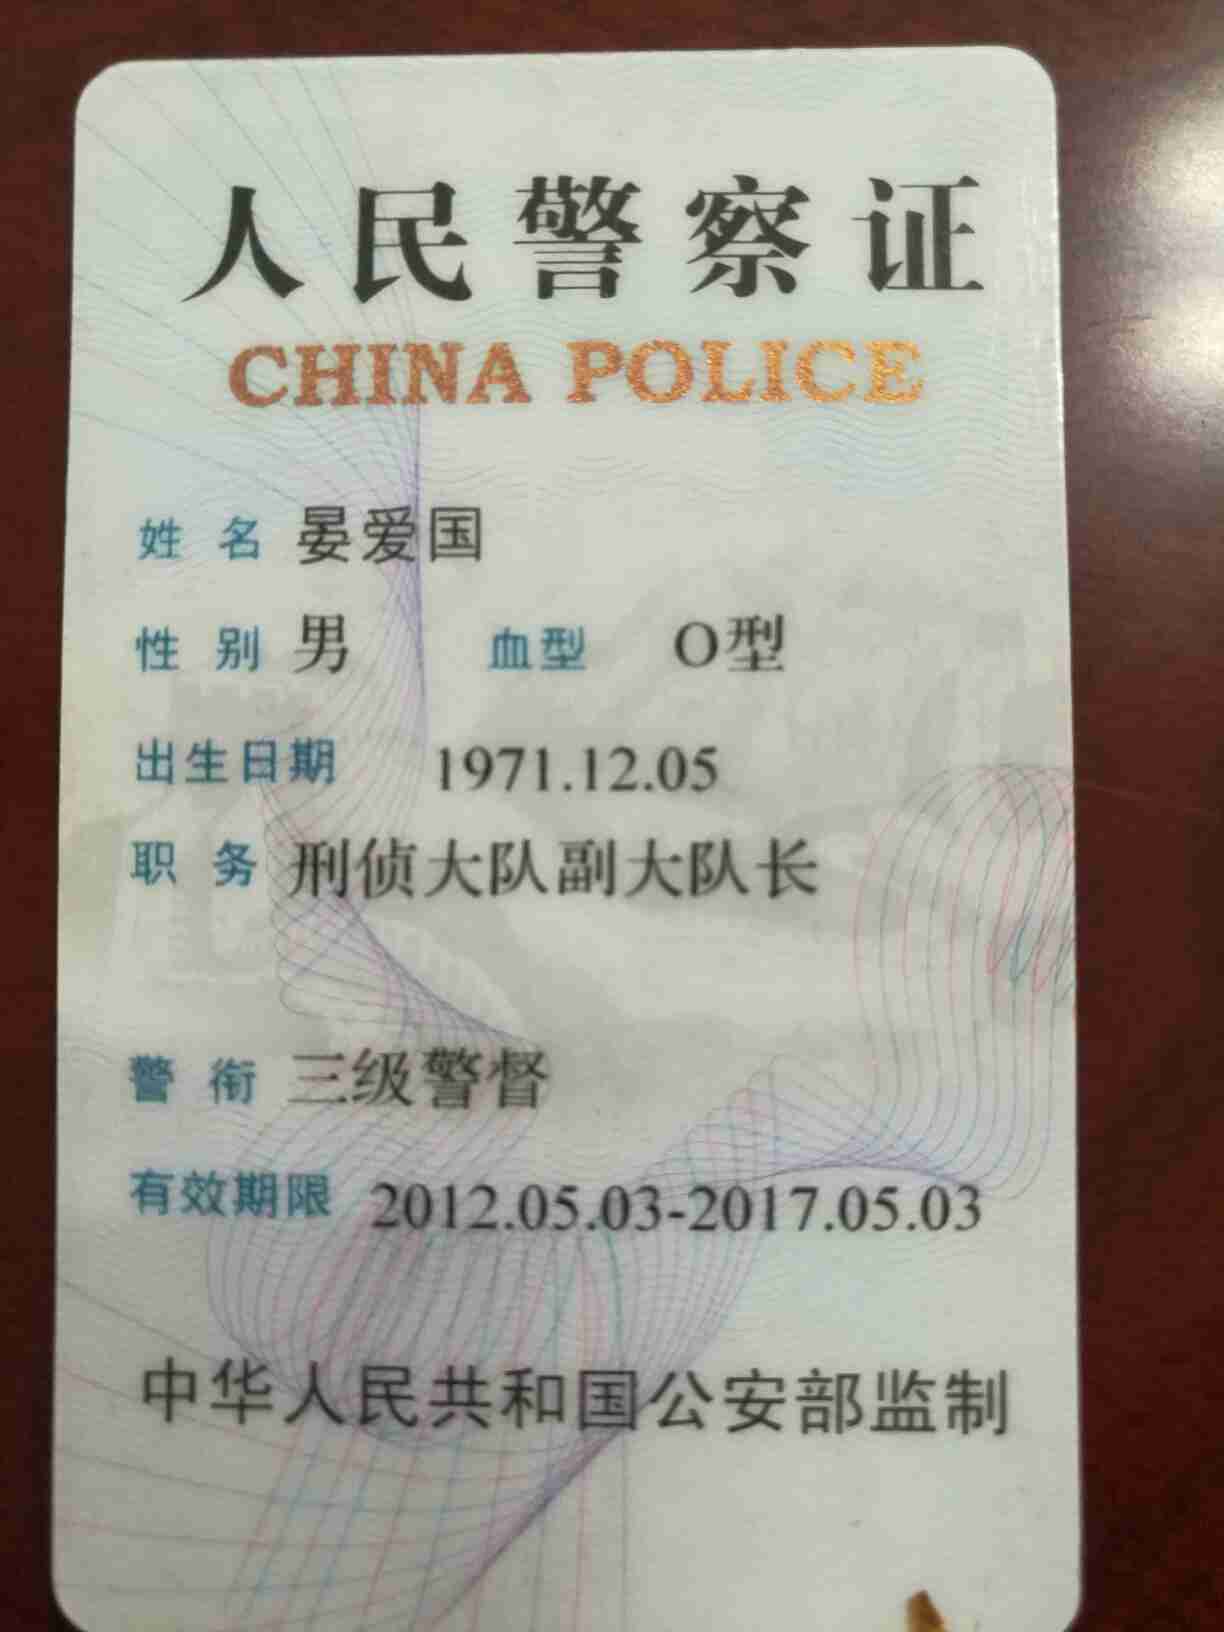 人民警察证
CHINA POLICE
姓 名 晏爱国
性 别 男 血型 O型
出生日期 1971.12.05
职 务 刑侦大队副大队长
警 衔 三级警督
有效期限 2012.05.03-2017.05.03
中华人民共和国公安部监制